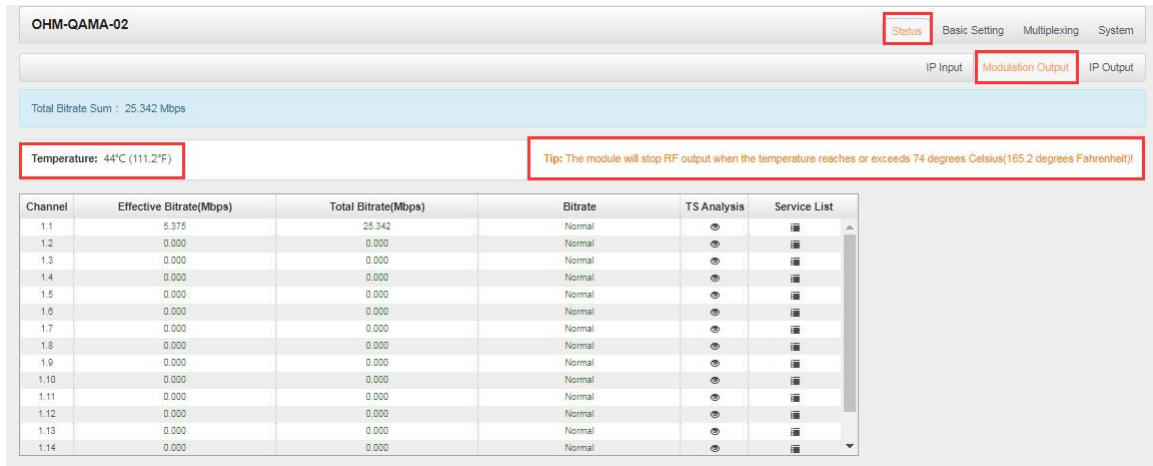 OHM-QAMA-02
Status Basic Setting Multiplexing System
IP Input Modulation Output IP Output
Total Bitrate Sum : 25.342 Mbps
Temperature: 44°C (111.2°F)
Tip: The module will stop RF output when the temperature reaches or exceeds 74 degrees Celsius(165.2 degrees Fahrenheit)!
Channel Effective Bitrate(Mbps) Total Bitrate(Mbps) Bitrate TS Analysis Service List
1.1 5.375 25.342 Normal
1.2 0.000 0.000 Normal
1.3 0.000 0.000 Normal
1.4 0.000 0.000 Normal
1.5 0.000 0.000 Normal
1.6 0.000 0.000 Normal
1.7 0.000 0.000 Normal
1.8 0.000 0.000 Normal
1.9 0.000 0.000 Normal
1.10 0.000 0.000 Normal
1.11 0.000 0.000 Normal
1.12 0.000 0.000 Normal
1.13 0.000 0.000 Normal
1.14 0.000 0.000 Normal